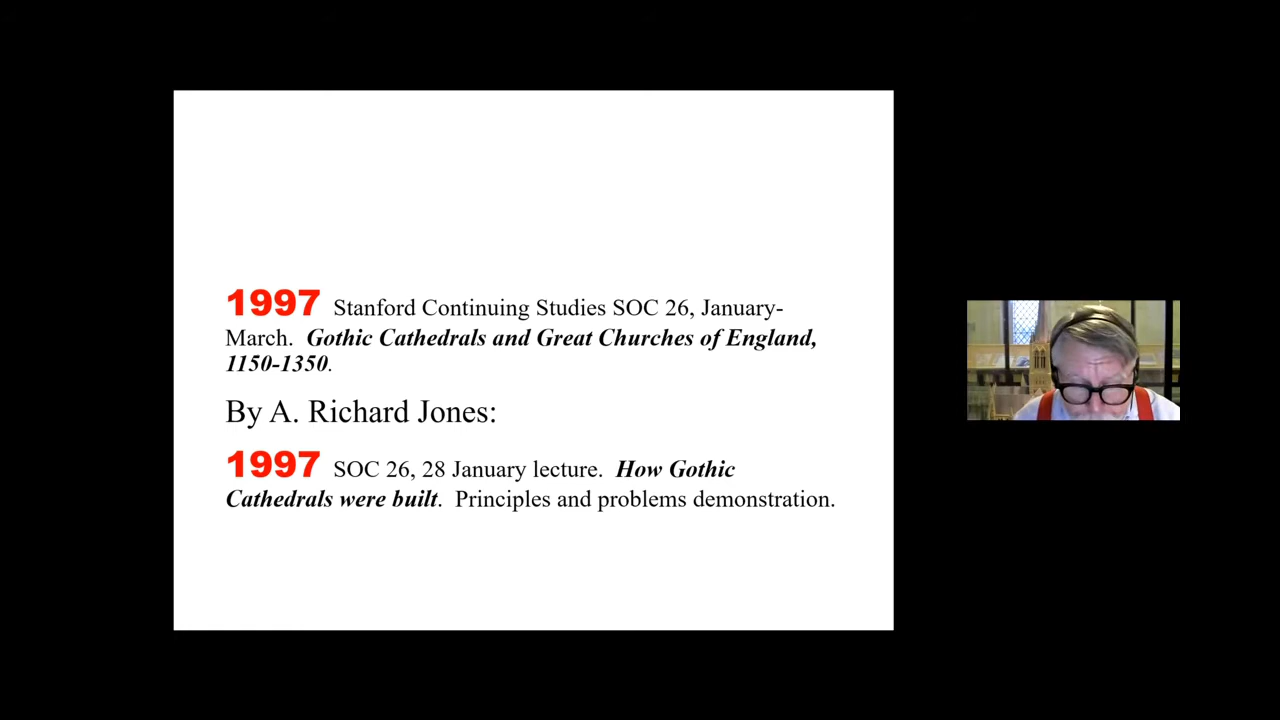 1997 Stanford Continuing Studies SOC 26, January-
March. Gothic Cathedrals and Great Churches of England,
1150-1350.
By A. Richard Jones:
1997 SOC 26, 28 January lecture. How Gothic
Cathedrals were built. Principles and problems demonstration.